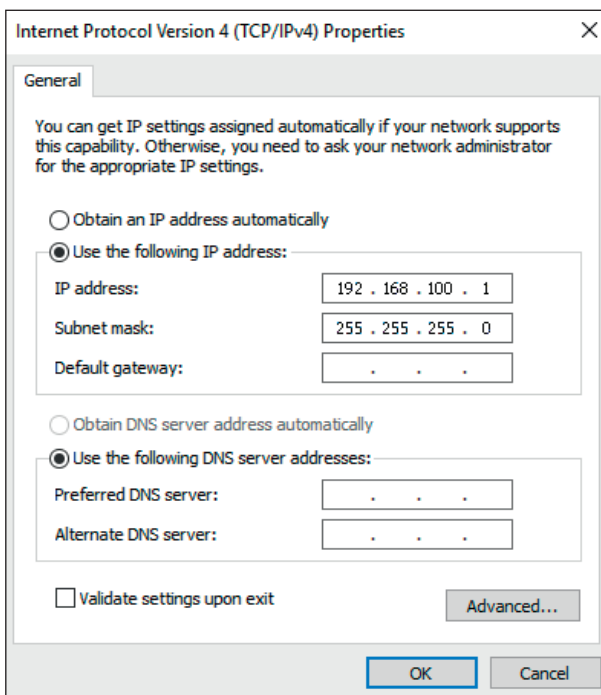 Internet Protocol Version 4 (TCP/IPv4) Properties
General
You can get IP settings assigned automatically if your network supports
this capability. Otherwise, you need to ask your network administrator
for the appropriate IP settings.
Obtain an IP address automatically
Use the following IP address:
IP address: 192 . 168 . 100 . 1
Subnet mask: 255 . 255 . 255 . 0
Default gateway: . . .
Obtain DNS server address automatically
Use the following DNS server addresses:
Preferred DNS server: . . .
Alternate DNS server: . . .
Validate settings upon exit
Advanced...
OK Cancel